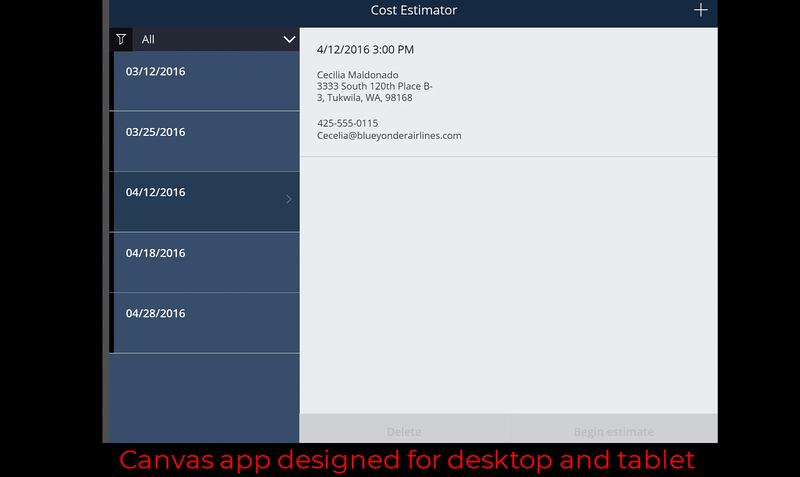 Cost Estimator
All
03/12/2016
03/25/2016
04/12/2016
04/18/2016
04/28/2016
4/12/2016 3:00 PM
Cecilia Maldonado
3333 South 120th Place B-
3, Tukwila, WA, 98168
425-555-0115
Cecelia@blueyonderairlines.com
Delete
Begin estimate
Canvas app designed for desktop and tablet